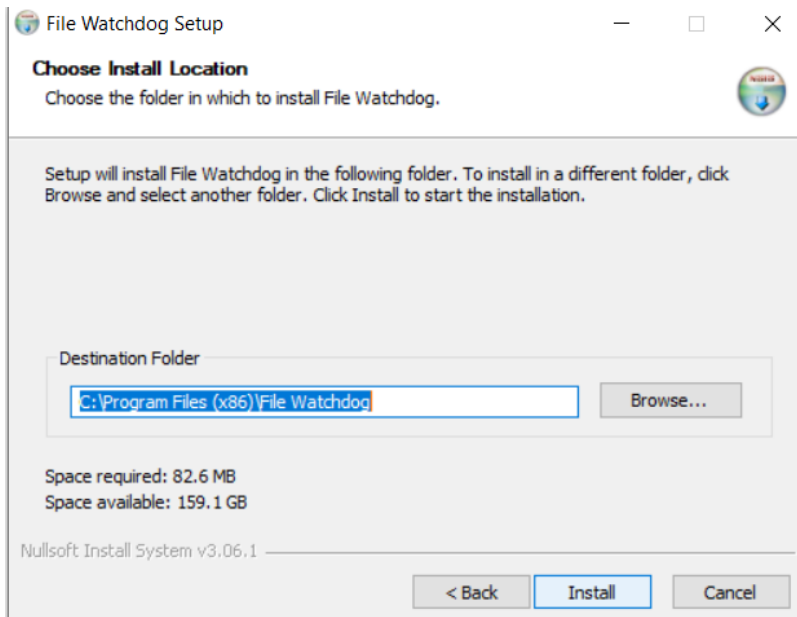 File Watchdog Setup
Choose Install Location
Choose the folder in which to install File Watchdog.
Setup will install File Watchdog in the following folder. To install in a different folder, click
Browse and select another folder. Click Install to start the installation.
Destination Folder
C:\Program Files (x86)\File Watchdog
Browse...
Space required: 82.6 MB
Space available: 159.1 GB
Nullsoft Install System v3.06.1
< Back
Install
Cancel